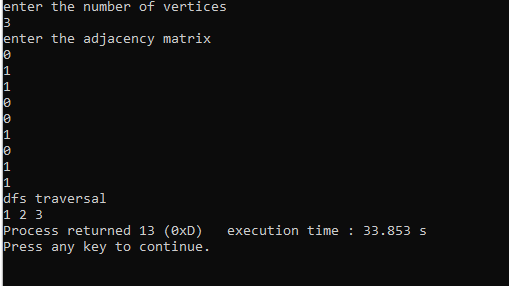 enter the number of vertices
3
enter the adjacency matrix
0
1
1
0
0
1
0
1
1
dfs traversal
1 2 3
Process returned 13 (0xD)   execution time : 33.853 s
Press any key to continue.